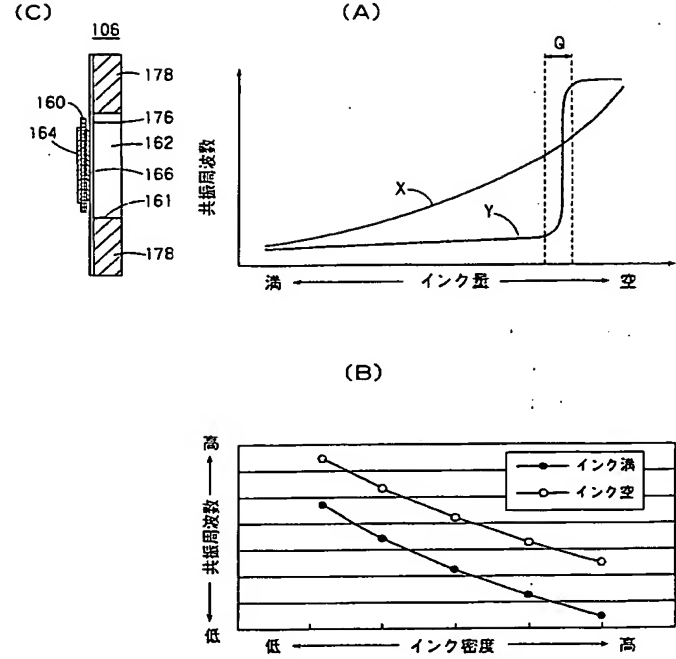 (C)
106
178
160
176
164
162
166
161
178
(A)
Q
共振周波数
X
Y
満 ← インク量 → 空
(B)
高
共振周波数
低
インク満
インク空
低 ← インク密度 → 高